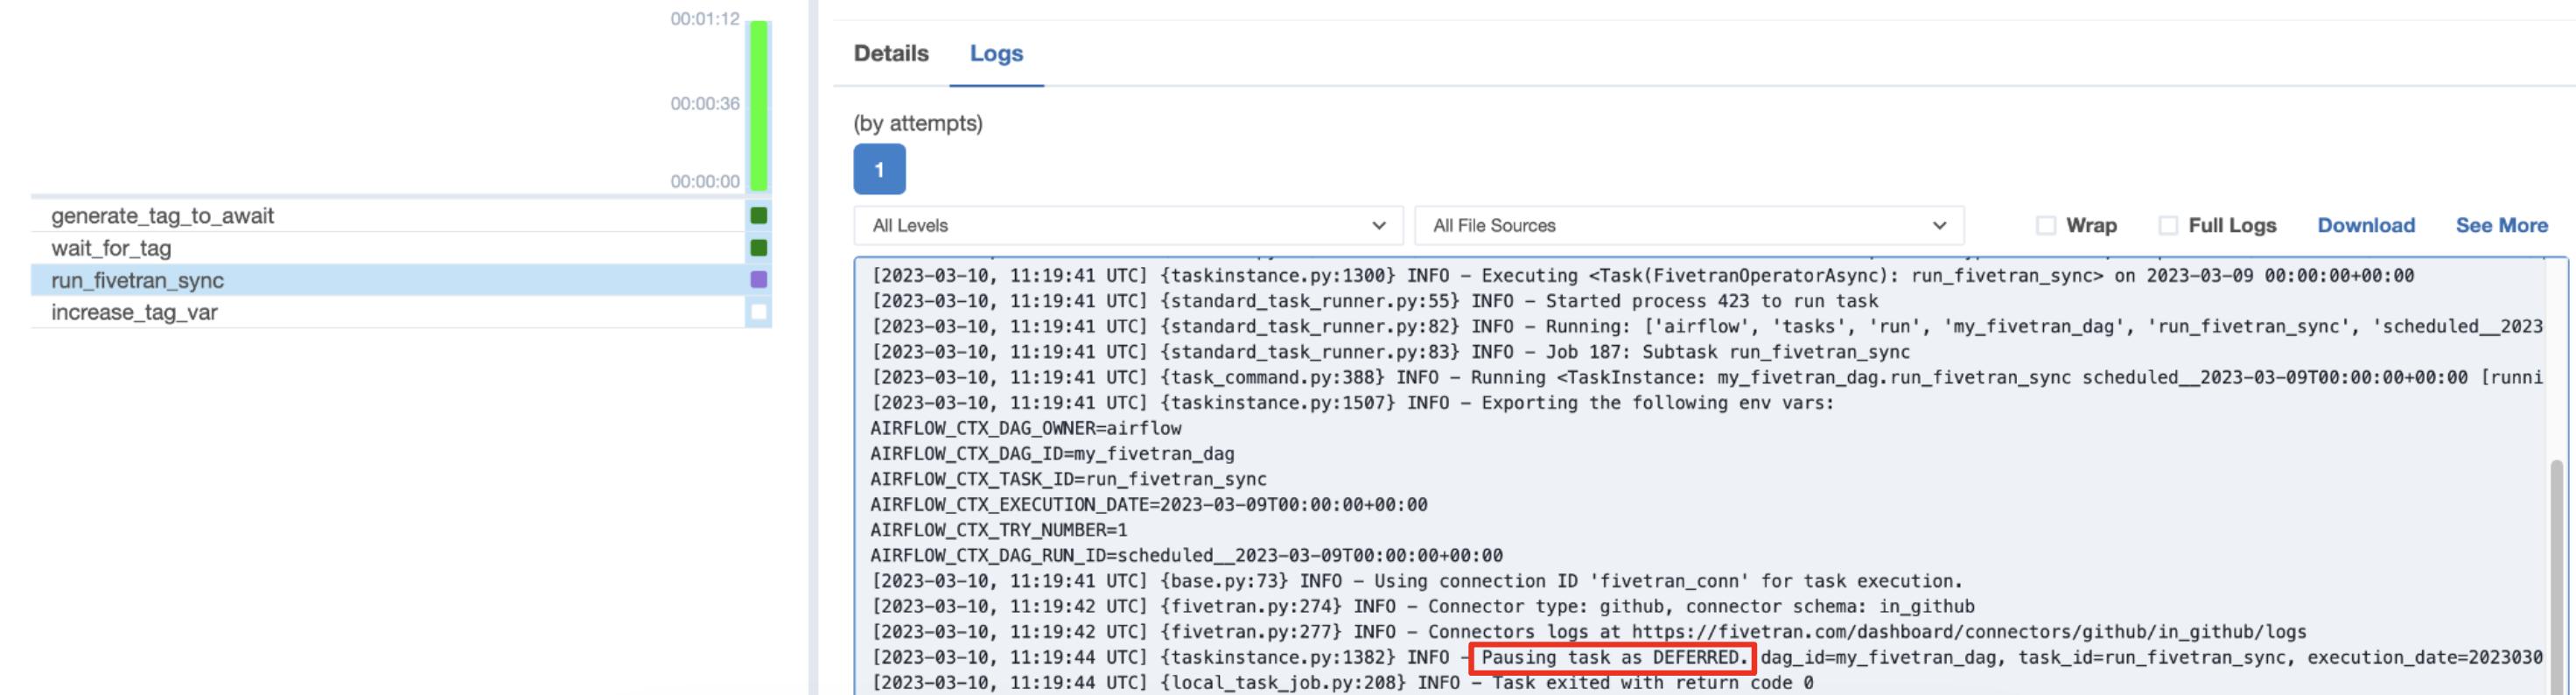 00:01:12
00:00:36
00:00:00
generate_tag_to_await
wait_for_tag
run_fivetran_sync
increase_tag_var
Details Logs
(by attempts)
1
All Levels All File Sources Wrap Full Logs Download See More
[2023-03-10, 11:19:41 UTC] {taskinstance.py:1300} INFO - Executing <Task(FivetranOperatorAsync): run_fivetran_sync> on 2023-03-09 00:00:00+00:00
[2023-03-10, 11:19:41 UTC] {standard_task_runner.py:55} INFO - Started process 423 to run task
[2023-03-10, 11:19:41 UTC] {standard_task_runner.py:82} INFO - Running: ['airflow', 'tasks', 'run', 'my_fivetran_dag', 'run_fivetran_sync', 'scheduled__2023
[2023-03-10, 11:19:41 UTC] {standard_task_runner.py:83} INFO - Job 187: Subtask run_fivetran_sync
[2023-03-10, 11:19:41 UTC] {task_command.py:388} INFO - Running <TaskInstance: my_fivetran_dag.run_fivetran_sync scheduled__2023-03-09T00:00:00+00:00 [runni
[2023-03-10, 11:19:41 UTC] {taskinstance.py:1507} INFO - Exporting the following env vars:
AIRFLOW_CTX_DAG_OWNER=airflow
AIRFLOW_CTX_DAG_ID=my_fivetran_dag
AIRFLOW_CTX_TASK_ID=run_fivetran_sync
AIRFLOW_CTX_EXECUTION_DATE=2023-03-09T00:00:00+00:00
AIRFLOW_CTX_TRY_NUMBER=1
AIRFLOW_CTX_DAG_RUN_ID=scheduled__2023-03-09T00:00:00+00:00
[2023-03-10, 11:19:41 UTC] {base.py:73} INFO - Using connection ID 'fivetran_conn' for task execution.
[2023-03-10, 11:19:42 UTC] {fivetran.py:274} INFO - Connector type: github, connector schema: in_github
[2023-03-10, 11:19:42 UTC] {fivetran.py:277} INFO - Connectors logs at https://fivetran.com/dashboard/connectors/github/in_github/logs
[2023-03-10, 11:19:44 UTC] {taskinstance.py:1382} INFO - Pausing task as DEFERRED. dag_id=my_fivetran_dag, task_id=run_fivetran_sync, execution_date=2023030
[2023-03-10, 11:19:44 UTC] {local_task_job.py:208} INFO - Task exited with return code 0